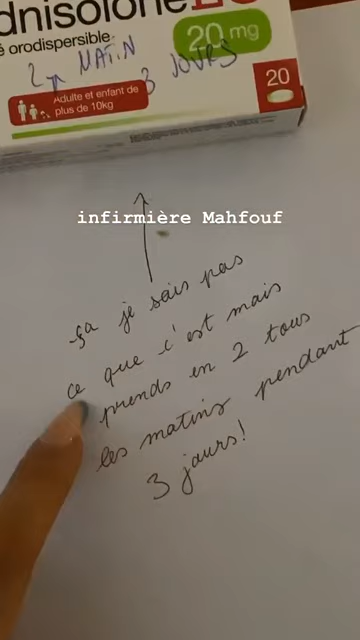 dnisolone
é orodispersible
20 mg
2 MATIN
3 JOURS
Adulte et enfant de
plus de 10kg
20
infirmière Mahfouf
ça je sais pas
ce que c'est mais
prends en 2 tous
les matins pendant
3 jours!